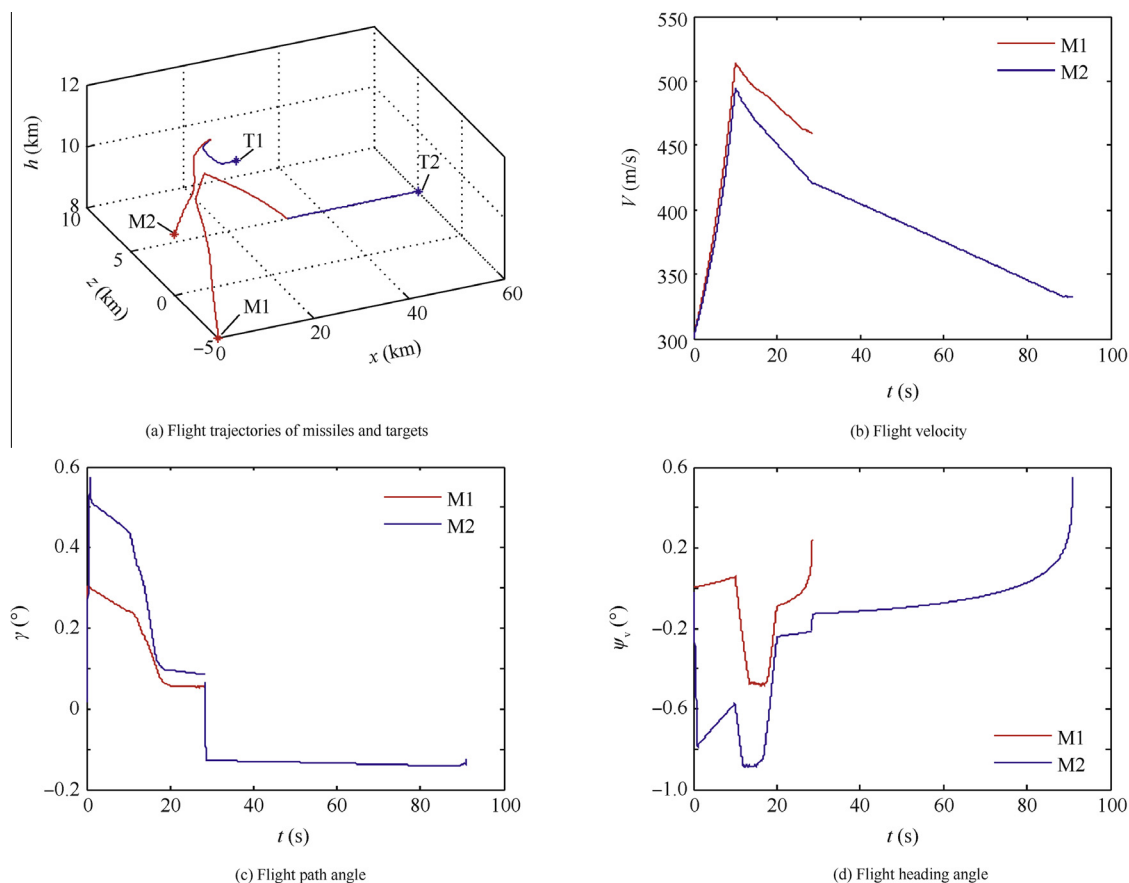 12
10
8
h (km)
10
5
0
−5
z (km)
0
20
40
60
x (km)
T1
T2
M2
M1
(a) Flight trajectories of missiles and targets
550
500
450
400
350
300
V (m/s)
M1
M2
0 20 40 60 80 100
t (s)
(b) Flight velocity
0.6
0.4
0.2
0
−0.2
γ (°)
M1
M2
0 20 40 60 80 100
t (s)
(c) Flight path angle
0.6
0.2
−0.2
−0.6
−1.0
ψv (°)
M1
M2
0 20 40 60 80 100
t (s)
(d) Flight heading angle